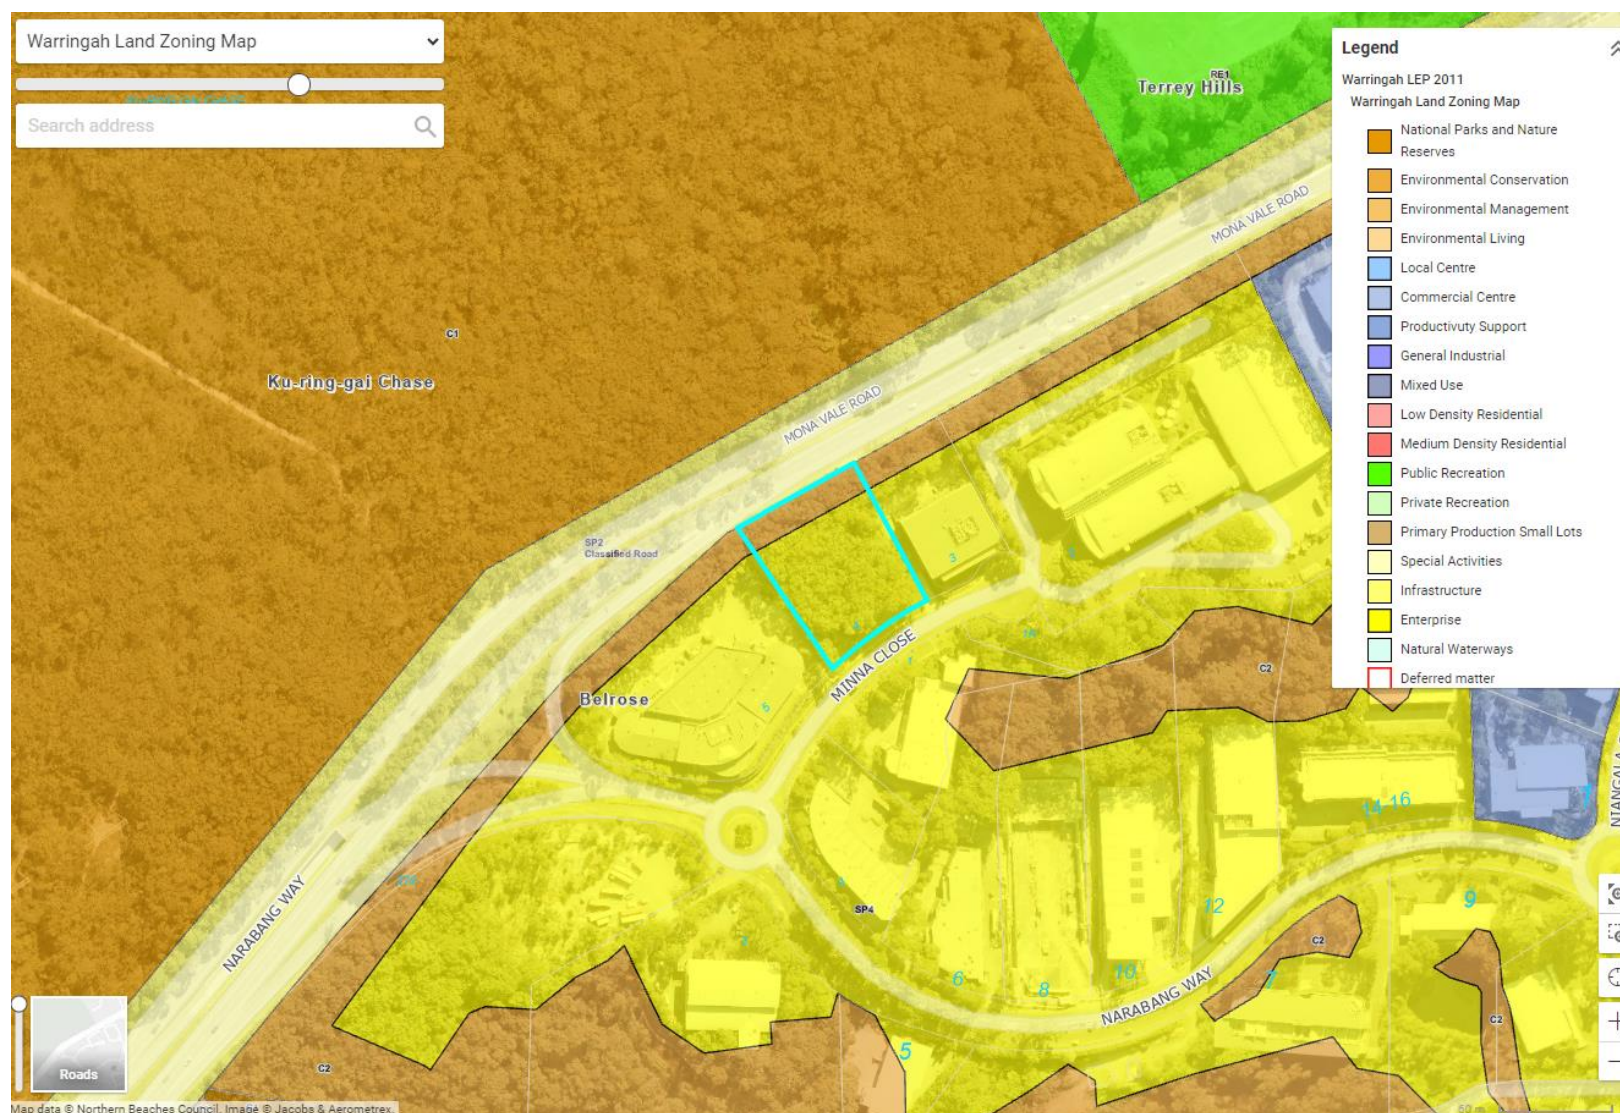 Warringah Land Zoning Map
Search address
Legend
Warringah LEP 2011
Warringah Land Zoning Map
National Parks and Nature
Reserves
Environmental Conservation
Environmental Management
Environmental Living
Local Centre
Commercial Centre
Productivuty Support
General Industrial
Mixed Use
Low Density Residential
Medium Density Residential
Public Recreation
Private Recreation
Primary Production Small Lots
Special Activities
Infrastructure
Enterprise
Natural Waterways
Deferred matter
RE1
Terrey Hills
MONA VALE ROAD
C1
Ku-ring-gai Chase
MONA VALE ROAD
SP2
Classified Road
3
MINNA CLOSE
1
C2
Belrose
5
14-16
NIANGALA
12
9
SP4
NARABANG WAY
6
8
10
7
C2
NARABANG WAY
C2
5
C2
Roads
Map data © Northern Beaches Council. Image © Jacobs & Aerometrex.
50 m